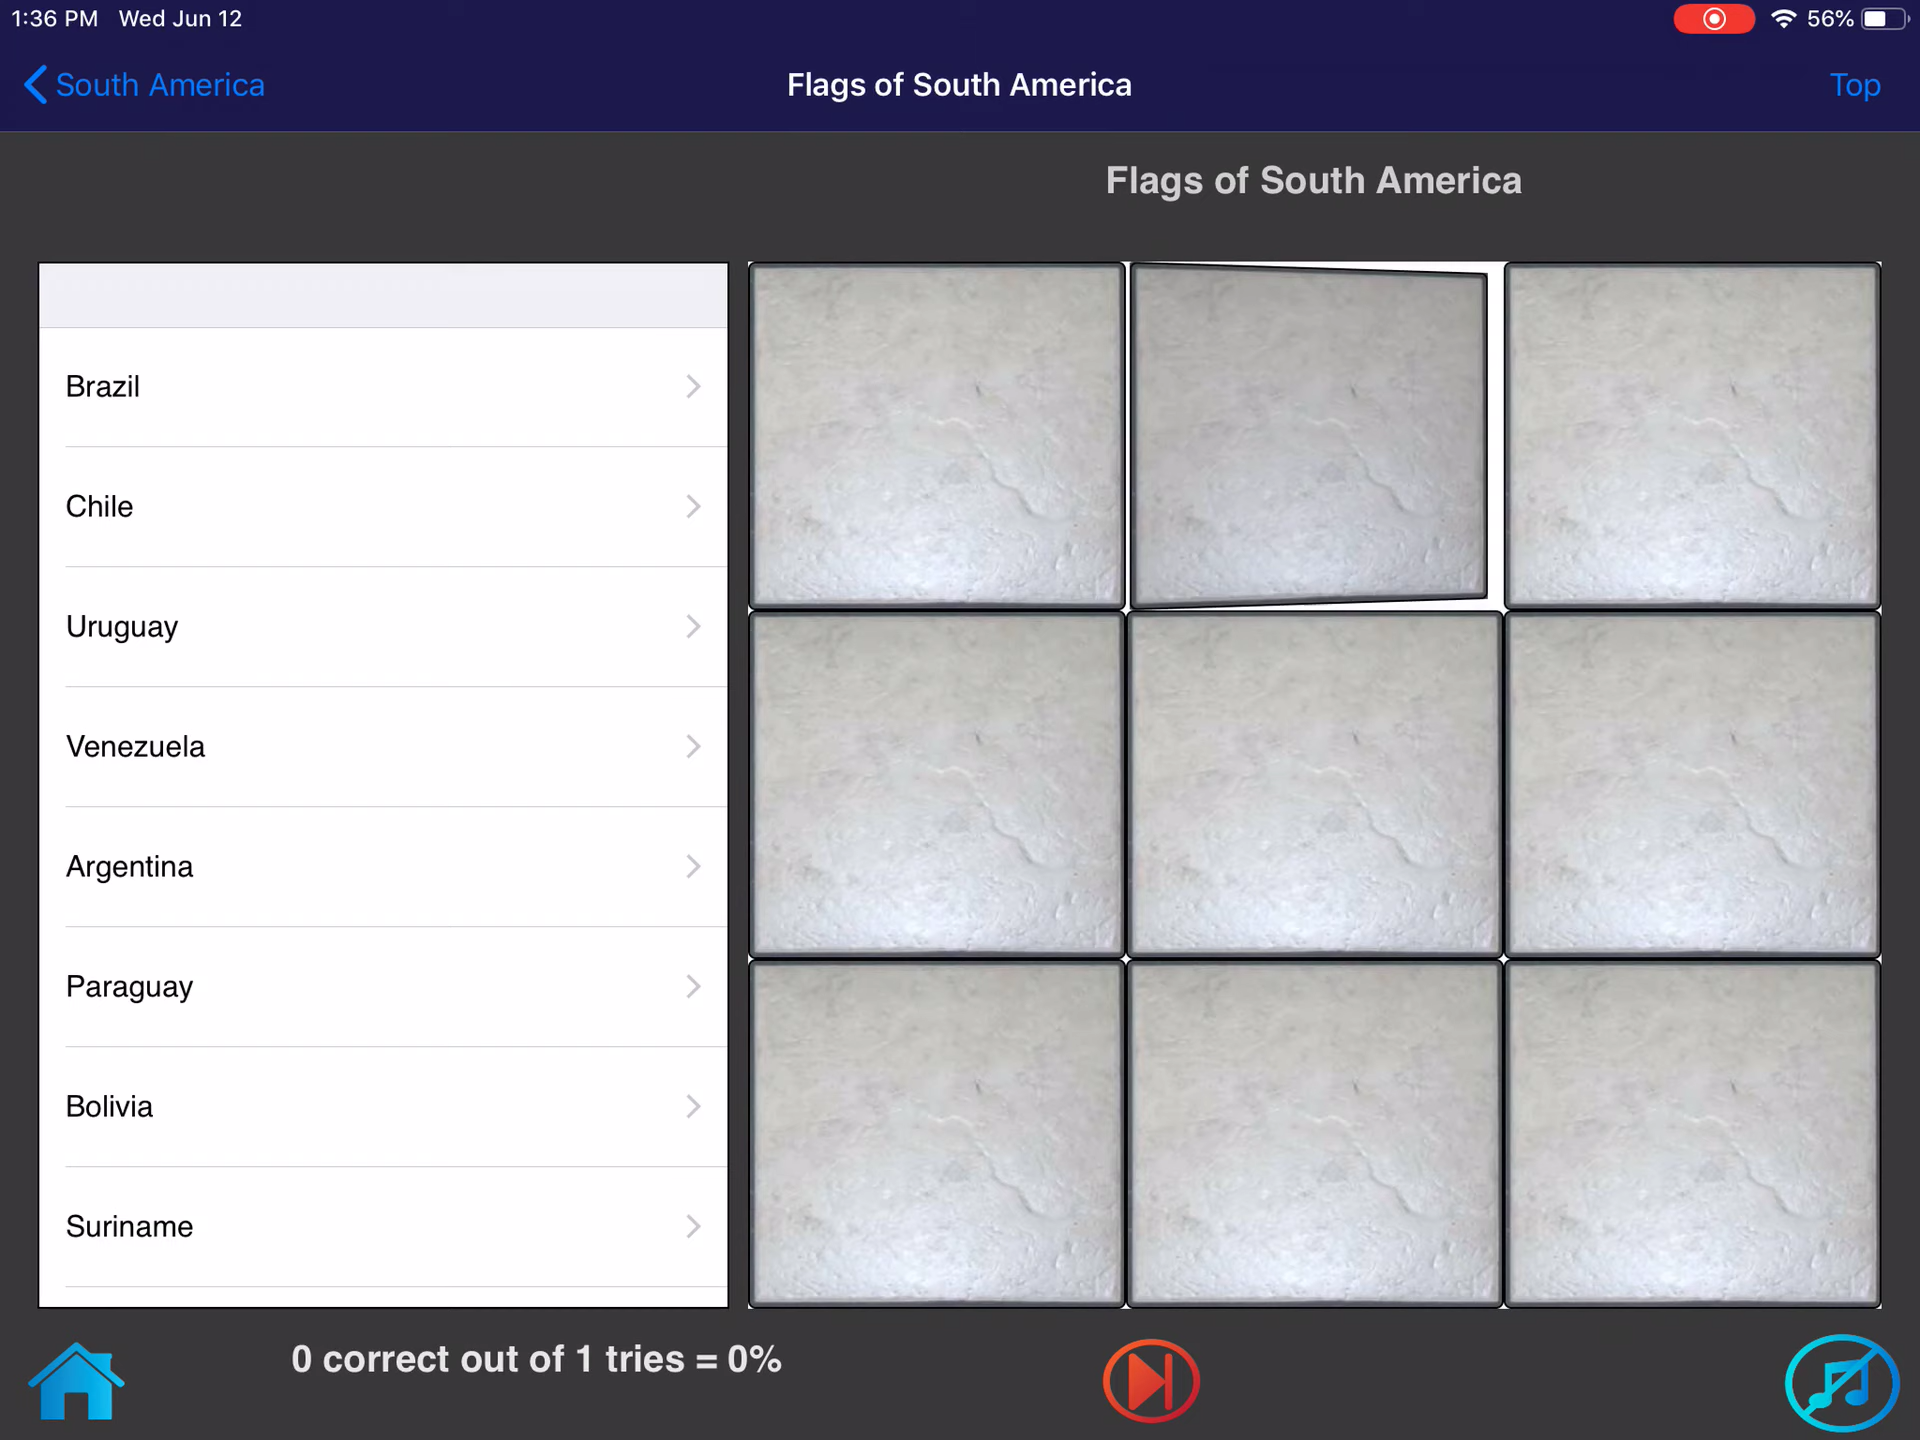 1:36 PM Wed Jun 12
56%
South America
Flags of South America
Top
Flags of South America
Brazil
Chile
Uruguay
Venezuela
Argentina
Paraguay
Bolivia
Suriname
0 correct out of 1 tries = 0%